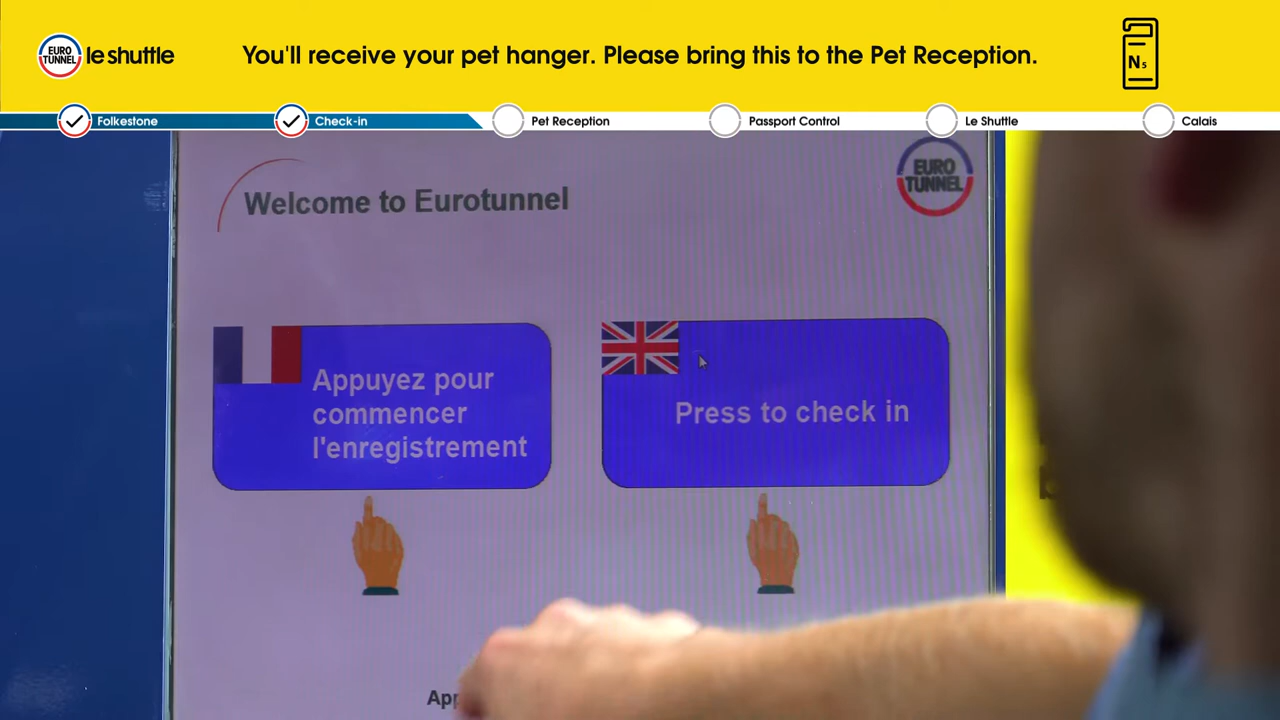 EURO
TUNNEL
le shuttle
You'll receive your pet hanger. Please bring this to the Pet Reception.
N5
Folkestone
Check-in
Pet Reception
Passport Control
Le Shuttle
Calais
Welcome to Eurotunnel
EURO
TUNNEL
Appuyez pour
commencer
l'enregistrement
Press to check in